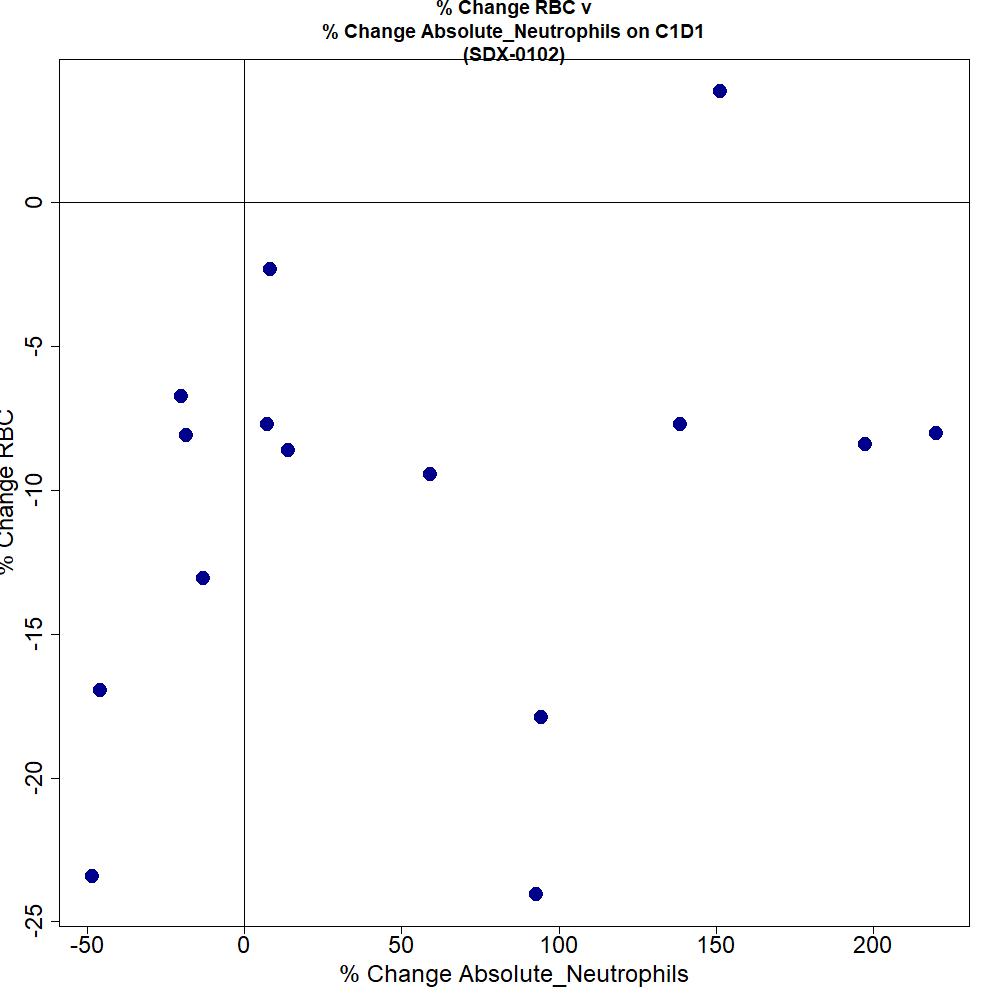 % Change RBC v
% Change Absolute_Neutrophils on C1D1
(SDX-0102)
% Change RBC
0
-5
-10
-15
-20
-25
-50
0
50
100
150
200
% Change Absolute_Neutrophils